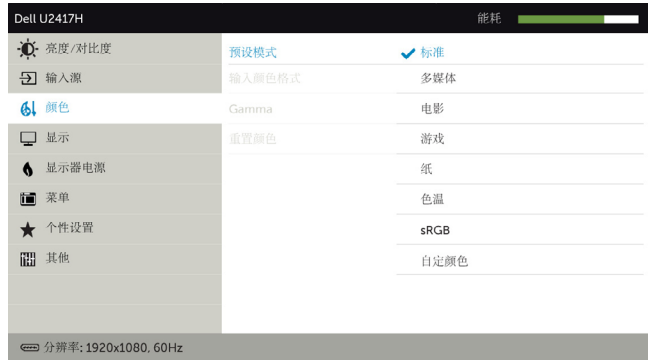 Dell U2417H
能耗
亮度/对比度
输入源
颜色
显示
显示器电源
菜单
个性设置
其他
预设模式
输入颜色格式
Gamma
重置颜色
标准
多媒体
电影
游戏
纸
色温
sRGB
自定颜色
分辨率: 1920x1080, 60Hz